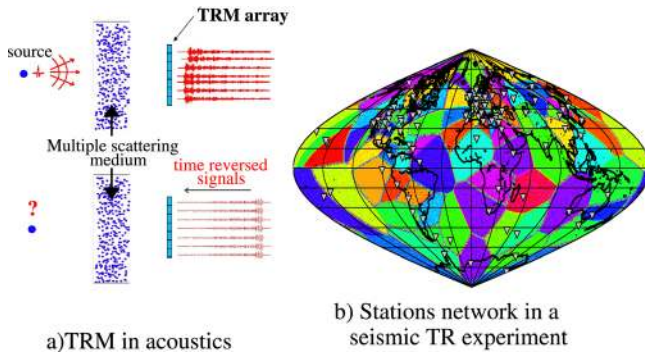 TRM array
source
Multiple scattering
medium
time reversed
signals
?
a)TRM in acoustics
b) Stations network in a
seismic TR experiment